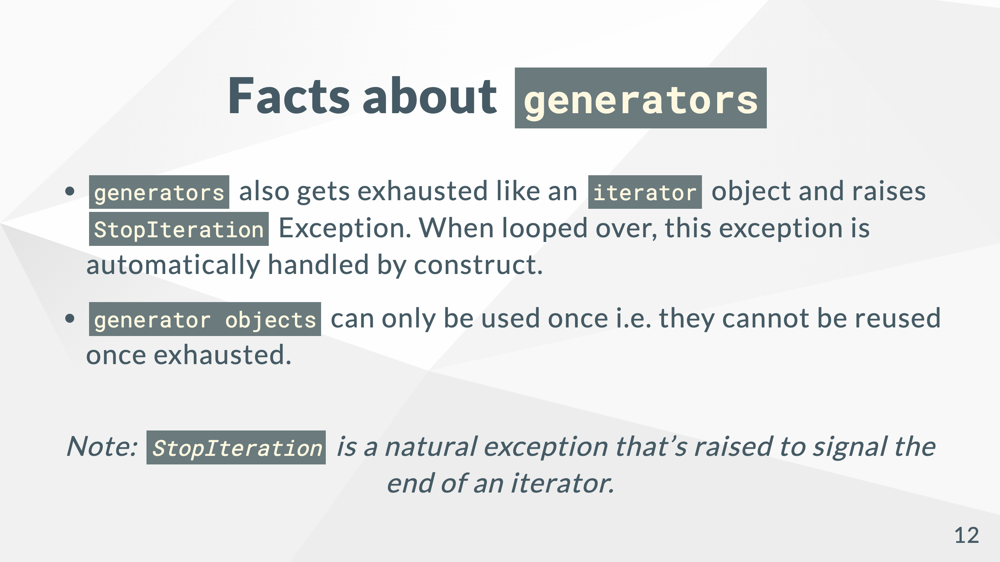 Facts about generators
• generators also gets exhausted like an iterator object and raises
StopIteration Exception. When looped over, this exception is
automatically handled by construct.
• generator objects can only be used once i.e. they cannot be reused
once exhausted.
Note: StopIteration is a natural exception that’s raised to signal the
end of an iterator.
12